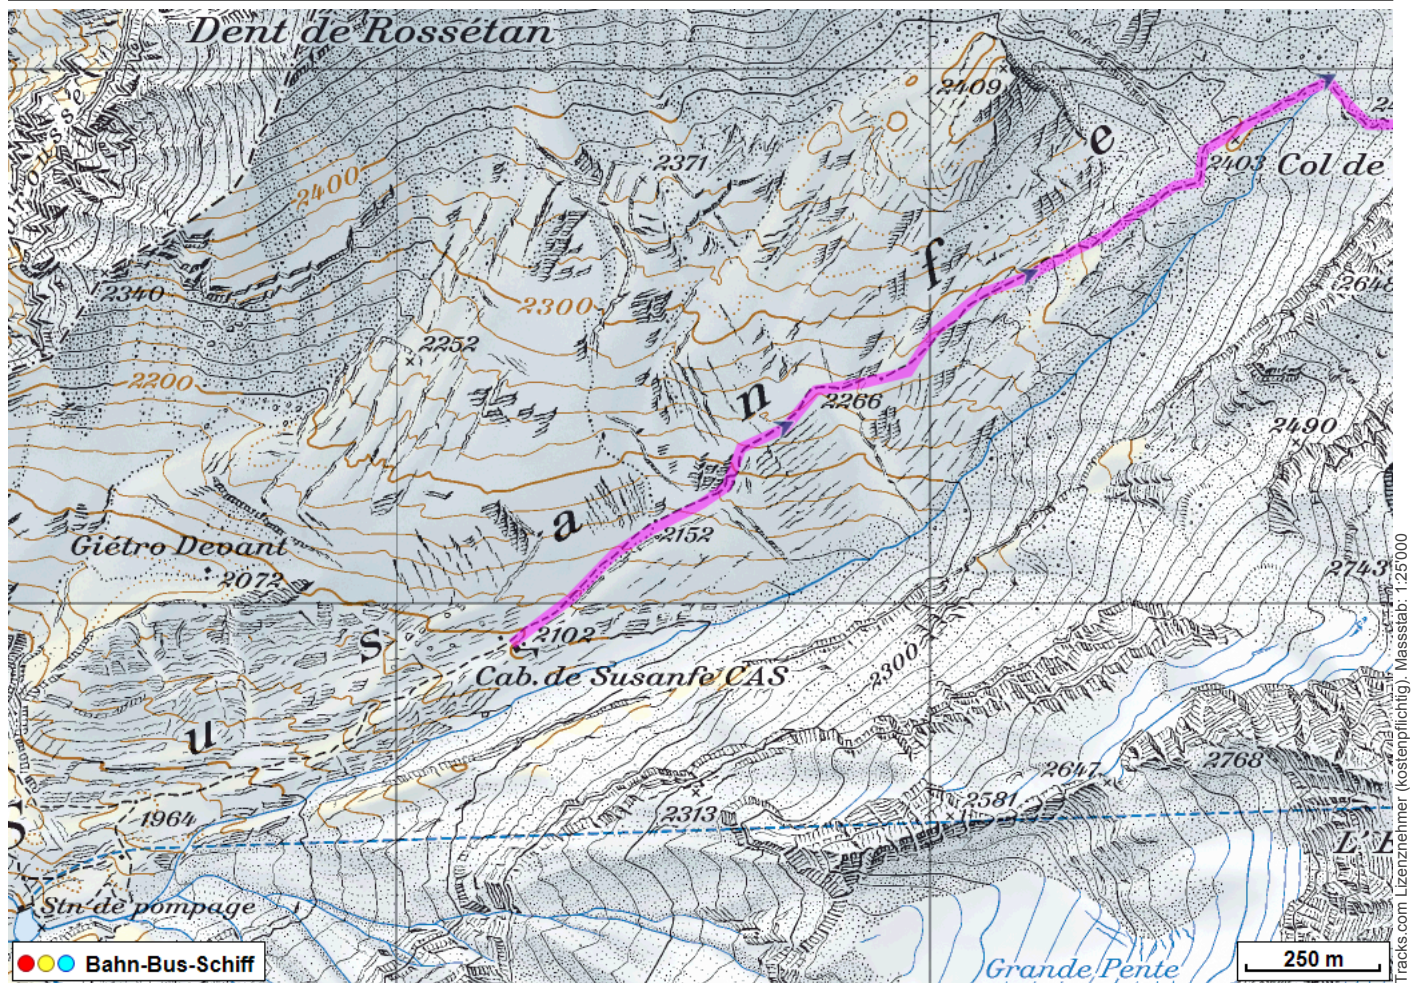 Dent de Rossétan
2409
e
24
2371
2403 Col de
2400
f
2340
2648
2300
2252
2200
n
2266
2490
a
2152
Giétro Devant
2072
2743
s
2102
Cab. de Susanfe CAS
2300
u
2768
2647
2581
1964
2313
S
Stn de pompage
Bahn-Bus-Schiff
Grande Pente
250 m
Tracks.com Lizenznehmer (kostenpflichtig). Massstab: 1:25'000